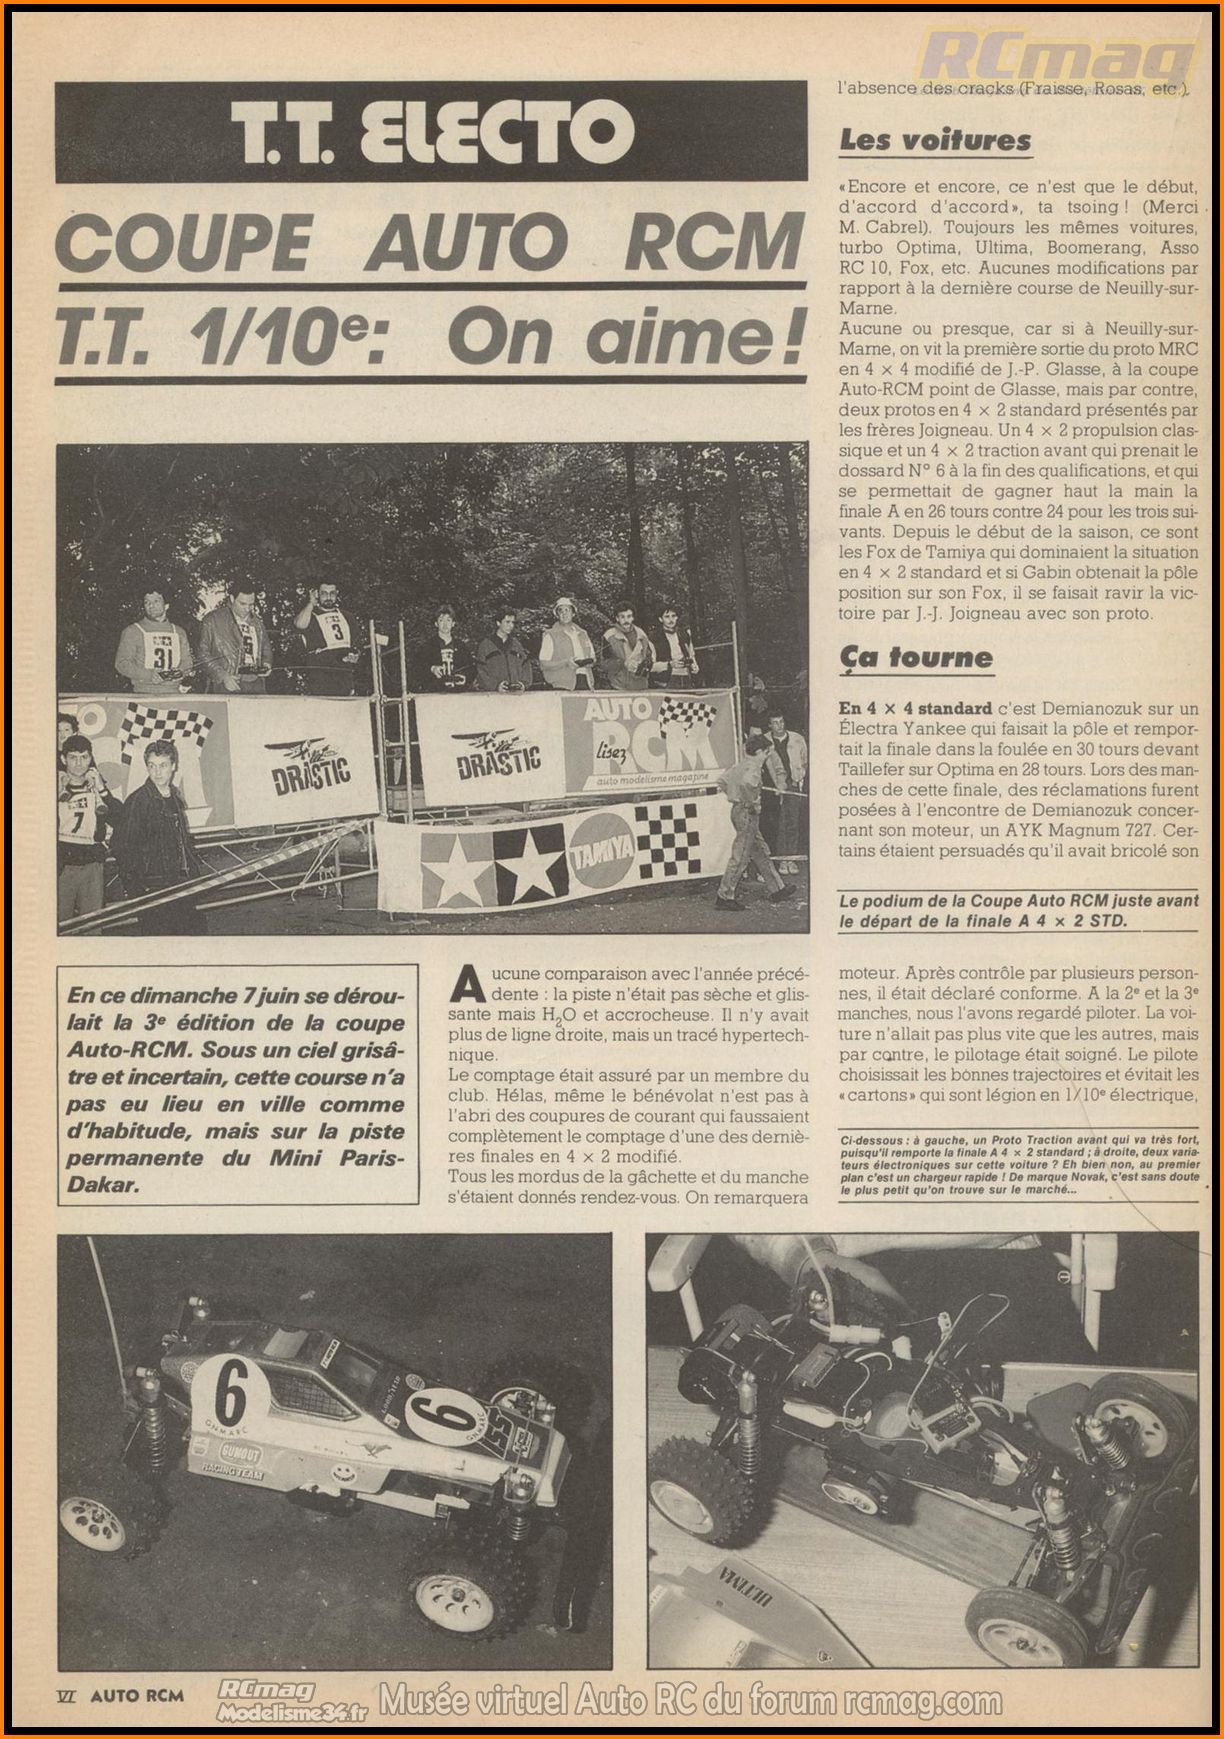 T.T. ELECTO
COUPE AUTO RCM
T.T. 1/10e: On aime!
31
6
3
7
DRASTIC
DRASTIC
AUTO
lisez RCM
auto modelisme magazine
TAMIYA
En ce dimanche 7 juin se dérou-
lait la 3e édition de la coupe
Auto-RCM. Sous un ciel grisâ-
tre et incertain, cette course n'a
pas eu lieu en ville comme
d'habitude, mais sur la piste
permanente du Mini Paris-
Dakar.
Aucune comparaison avec l'année précé-
dente : la piste n'était pas sèche et glis-
sante mais H2O et accrocheuse. Il n'y avait
plus de ligne droite, mais un tracé hypertech-
nique.
Le comptage était assuré par un membre du
club. Hélas, même le bénévolat n'est pas à
l'abri des coupures de courant qui faussaient
complètement le comptage d'une des derniè-
res finales en 4 × 2 modifié.
Tous les mordus de la gâchette et du manche
s'étaient donnés rendez-vous. On remarquera
l'absence des cracks (Fraisse, Rosas, etc.).
Les voitures
«Encore et encore, ce n'est que le début,
d'accord d'accord», ta tsoing ! (Merci
M. Cabrel). Toujours les mêmes voitures,
turbo Optima, Ultima, Boomerang, Asso
RC 10, Fox, etc. Aucunes modifications par
rapport à la dernière course de Neuilly-sur-
Marne.
Aucune ou presque, car si à Neuilly-sur-
Marne, on vit la première sortie du proto MRC
en 4 × 4 modifié de J.-P. Glasse, à la coupe
Auto-RCM point de Glasse, mais par contre,
deux protos en 4 × 2 standard présentés par
les frères Joigneau. Un 4 × 2 propulsion clas-
sique et un 4 × 2 traction avant qui prenait le
dossard N° 6 à la fin des qualifications, et qui
se permettait de gagner haut la main la
finale A en 26 tours contre 24 pour les trois sui-
vants. Depuis le début de la saison, ce sont
les Fox de Tamiya qui dominaient la situation
en 4 × 2 standard et si Gabin obtenait la pôle
position sur son Fox, il se faisait ravir la vic-
toire par J.-J. Joigneau avec son proto.
Ça tourne
En 4 × 4 standard c'est Demianozuk sur un
Électra Yankee qui faisait la pôle et rempor-
tait la finale dans la foulée en 30 tours devant
Taillefer sur Optima en 28 tours. Lors des man-
ches de cette finale, des réclamations furent
posées à l'encontre de Demianozuk concer-
nant son moteur, un AYK Magnum 727. Cer-
tains étaient persuadés qu'il avait bricolé son
Le podium de la Coupe Auto RCM juste avant
le départ de la finale A 4 × 2 STD.
moteur. Après contrôle par plusieurs person-
nes, il était déclaré conforme. A la 2e et la 3e
manches, nous l'avons regardé piloter. La voi-
ture n'allait pas plus vite que les autres, mais
par contre, le pilotage était soigné. Le pilote
choisissait les bonnes trajectoires et évitait les
«cartons» qui sont légion en 1/10e électrique,
Ci-dessous : à gauche, un Proto Traction avant qui va très fort,
puisqu'il remporte la finale A 4 × 2 standard ; à droite, deux varia-
teurs électroniques sur cette voiture ? Eh bien non, au premier
plan c'est un chargeur rapide ! De marque Novak, c'est sans doute
le plus petit qu'on trouve sur le marché...
6
G.N.M.A.R.C
6
G.N.M.A.R.C
GUMOUT
RACING TEAM
ULTIMA
VI AUTO RCM
RCmag
Modelisme34.fr
Musée virtuel Auto RC du forum rcmag.com
RCmag